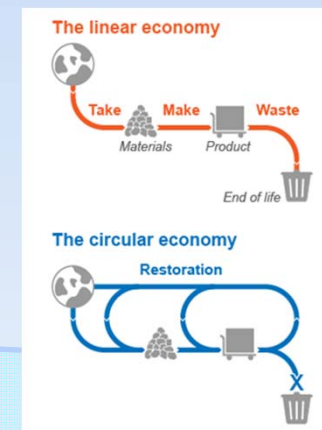 The linear economy
Take Make Waste
Materials Product
End of life
The circular economy
Restoration
X